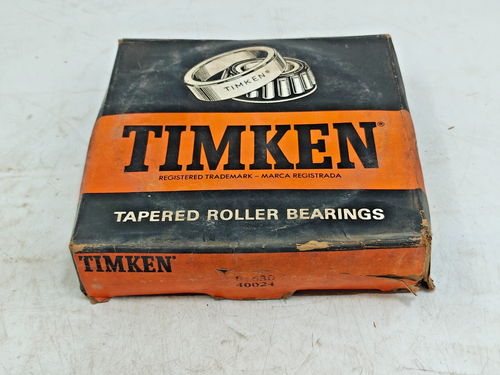 TIMKEN®
TIMKEN®
REGISTERED TRADEMARK – MARCA REGISTRADA
TAPERED ROLLER BEARINGS
TIMKEN®
40024